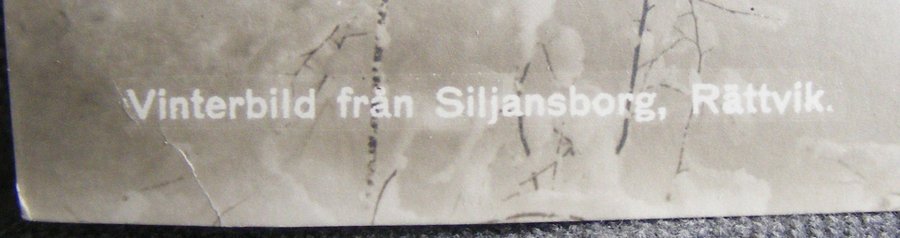 Vinterbild från Siljansborg, Rättvik.